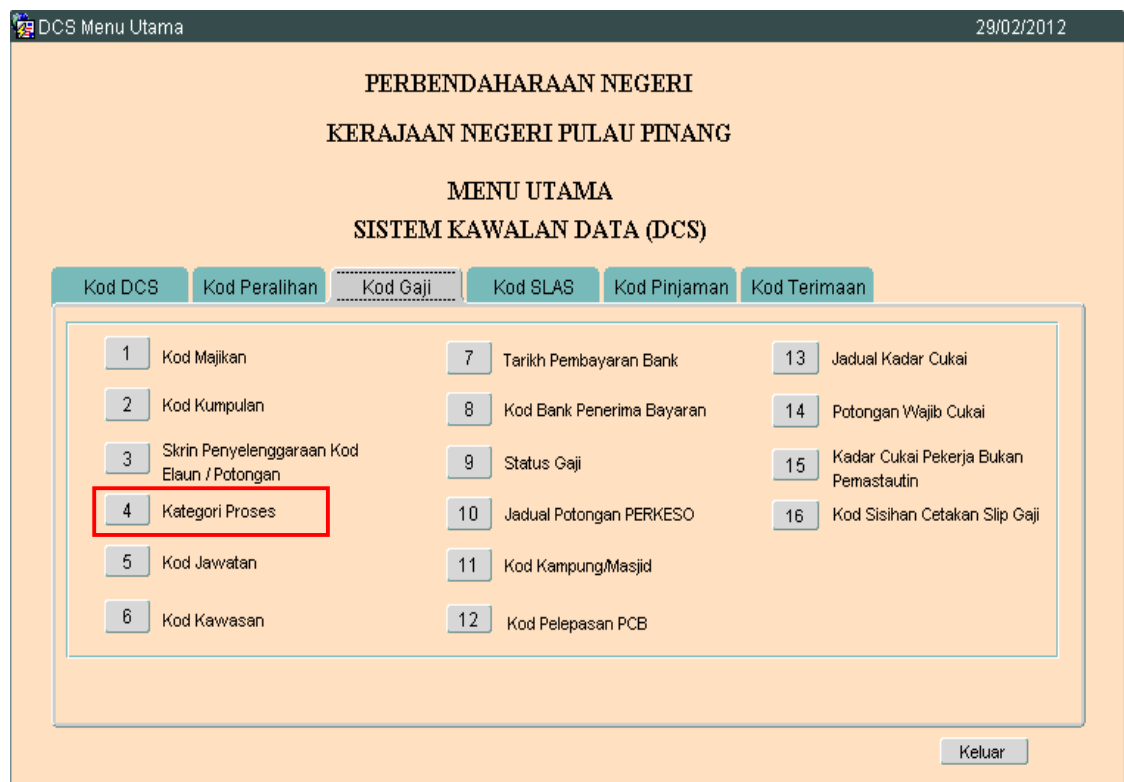 DCS Menu Utama 29/02/2012
PERBENDAHARAAN NEGERI
KERAJAAN NEGERI PULAU PINANG
MENU UTAMA
SISTEM KAWALAN DATA (DCS)
Kod DCS Kod Peralihan Kod Gaji Kod SLAS Kod Pinjaman Kod Terimaan
1 Kod Majikan
2 Kod Kumpulan
3 Skrin Penyelenggaraan Kod
Elaun / Potongan
4 Kategori Proses
5 Kod Jawatan
6 Kod Kawasan
7 Tarikh Pembayaran Bank
8 Kod Bank Penerima Bayaran
9 Status Gaji
10 Jadual Potongan PERKESO
11 Kod Kampung/Masjid
12 Kod Pelepasan PCB
13 Jadual Kadar Cukai
14 Potongan Wajib Cukai
15 Kadar Cukai Pekerja Bukan
Pemastautin
16 Kod Sisihan Cetakan Slip Gaji
Keluar